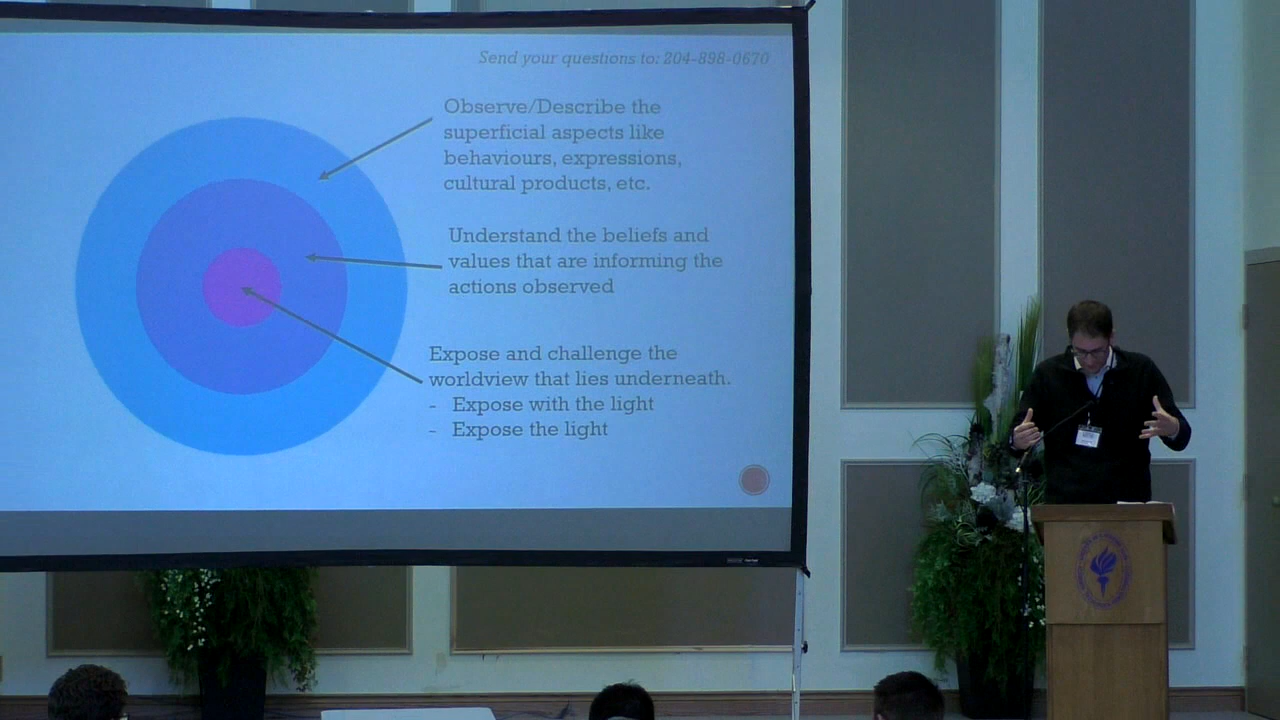 Send your questions to: 204-898-0670
Observe/Describe the
superficial aspects like
behaviours, expressions,
cultural products, etc.
Understand the beliefs and
values that are informing the
actions observed
Expose and challenge the
worldview that lies underneath.
- Expose with the light
- Expose the light